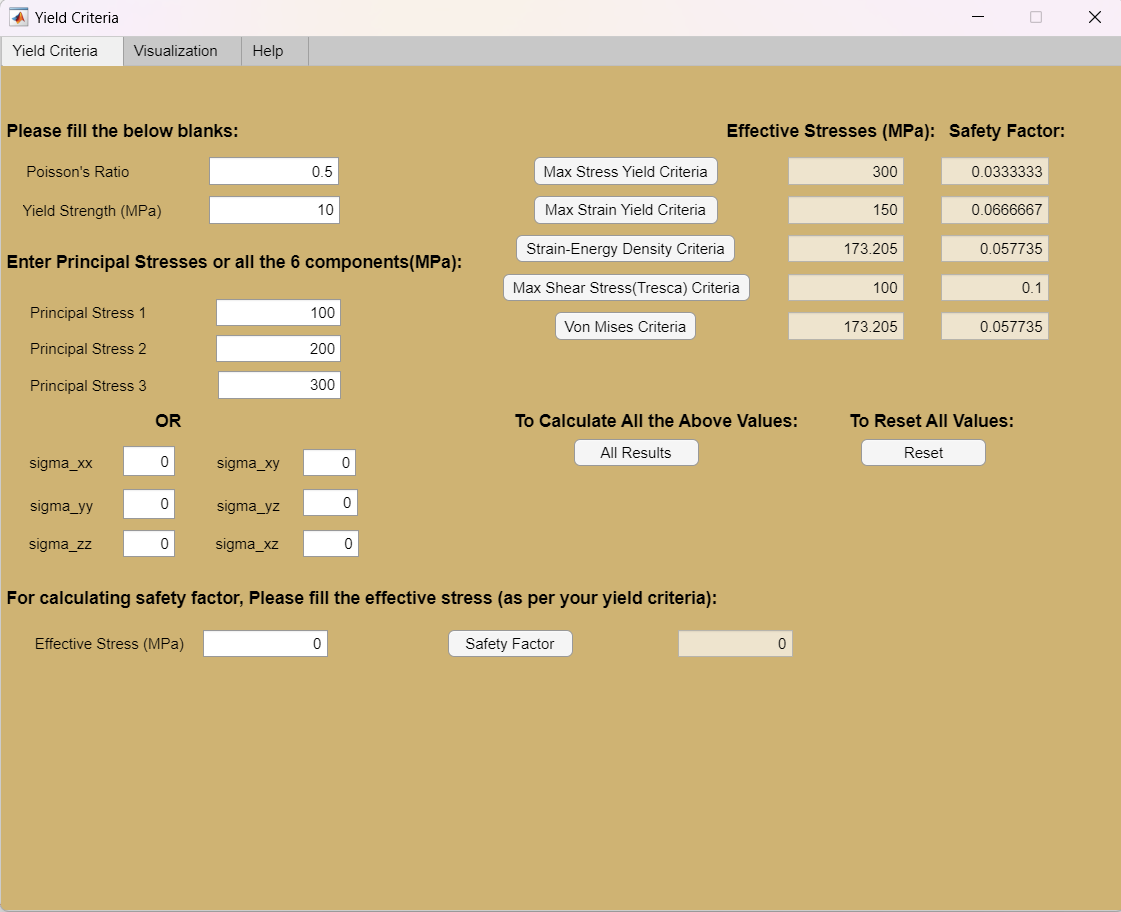 Yield Criteria
Yield Criteria Visualization Help
Please fill the below blanks:
Poisson's Ratio 0.5
Yield Strength (MPa) 10
Enter Principal Stresses or all the 6 components(MPa):
Principal Stress 1 100
Principal Stress 2 200
Principal Stress 3 300
OR
sigma_xx 0 sigma_xy 0
sigma_yy 0 sigma_yz 0
sigma_zz 0 sigma_xz 0
Effective Stresses (MPa): Safety Factor:
Max Stress Yield Criteria 300 0.0333333
Max Strain Yield Criteria 150 0.0666667
Strain-Energy Density Criteria 173.205 0.057735
Max Shear Stress(Tresca) Criteria 100 0.1
Von Mises Criteria 173.205 0.057735
To Calculate All the Above Values: To Reset All Values:
All Results Reset
For calculating safety factor, Please fill the effective stress (as per your yield criteria):
Effective Stress (MPa) 0 Safety Factor 0